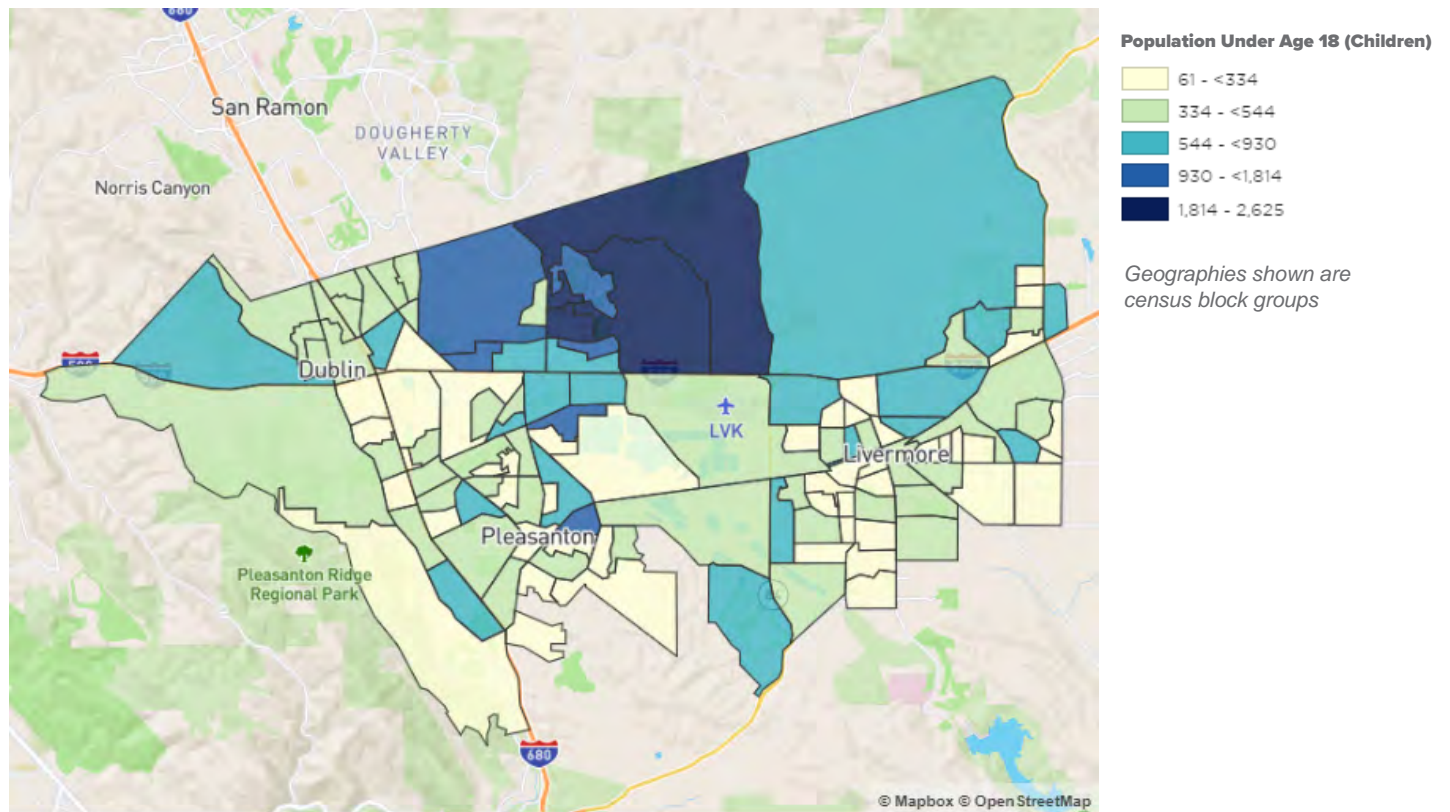 680
San Ramon
DOUGHERTY
VALLEY
Norris Canyon
Dublin
LVK
Livermore
Pleasanton
Pleasanton Ridge
Regional Park
680
© Mapbox © OpenStreetMap
Population Under Age 18 (Children)
61 - <334
334 - <544
544 - <930
930 - <1,814
1,814 - 2,625
Geographies shown are
census block groups